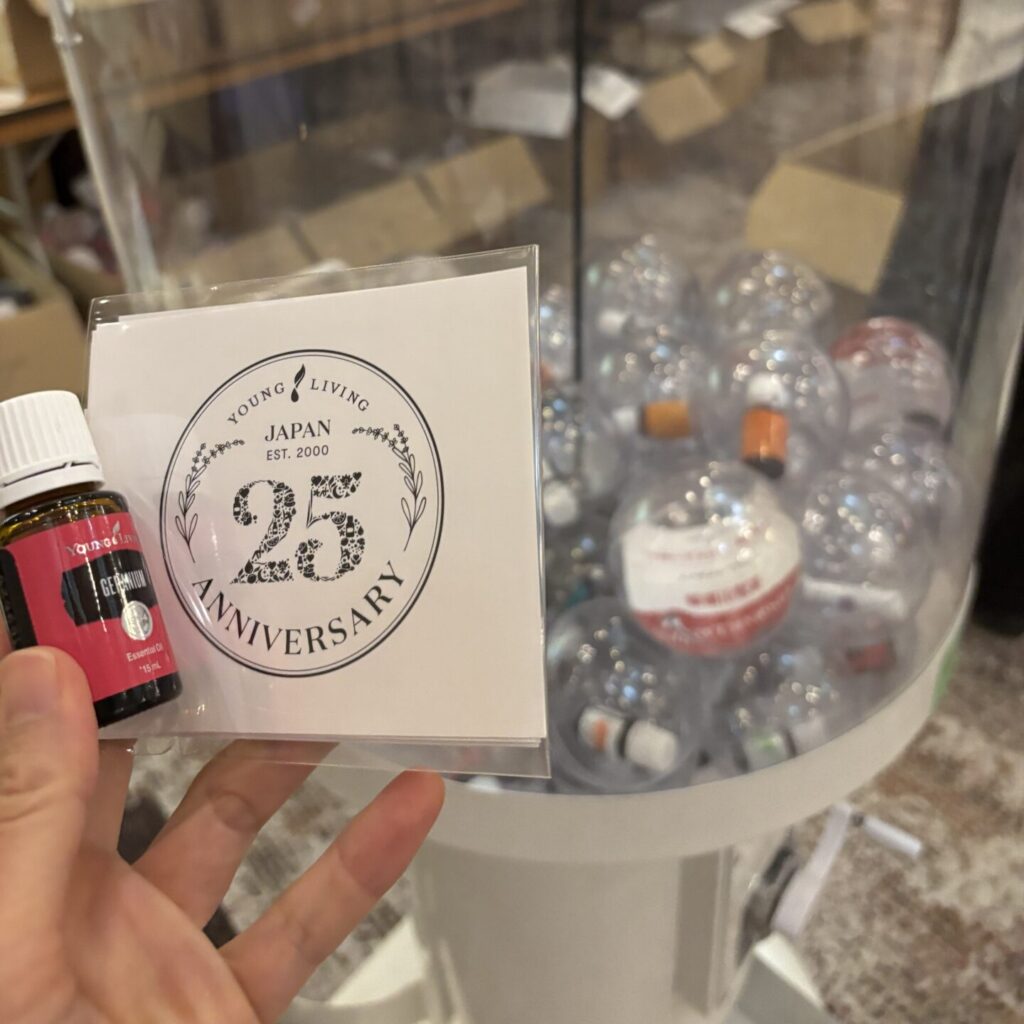 YOUNG LIVING
JAPAN
EST. 2000
25
ANNIVERSARY
YOUNG LIVING
GERANIUM
Essential Oil
15 mL